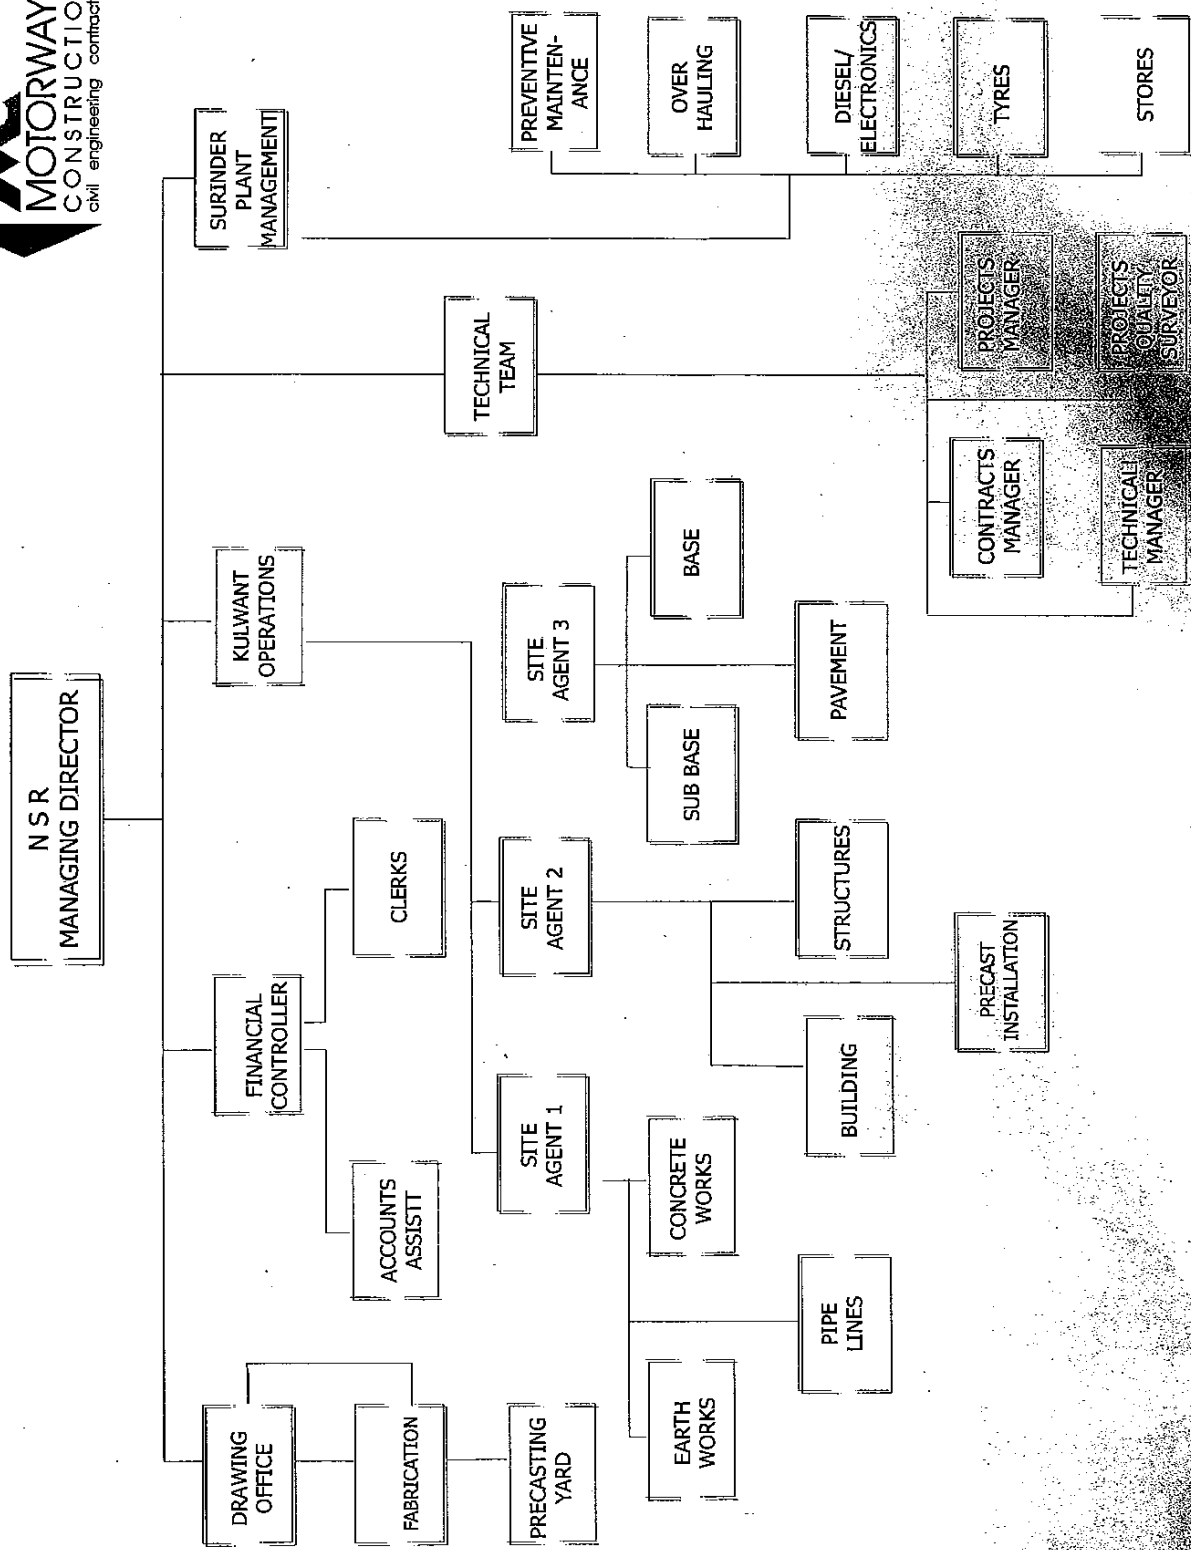 MOTORWAY
CONSTRUCTIO
civil engineering contract
N S R
MANAGING DIRECTOR
DRAWING
OFFICE
FINANCIAL
CONTROLLER
KULWANT
OPERATIONS
SURINDER
PLANT
MANAGEMENT
FABRICATION
ACCOUNTS
ASSISTT
CLERKS
TECHNICAL
TEAM
PRECASTING
YARD
SITE
AGENT 1
SITE
AGENT 2
SITE
AGENT 3
PREVENTIVE
MAINTEN-
ANCE
EARTH
WORKS
CONCRETE
WORKS
SUB BASE
BASE
OVER
HAULING
PIPE
LINES
BUILDING
STRUCTURES
PAVEMENT
DIESEL/
ELECTRONICS
PRECAST
INSTALLATION
CONTRACTS
MANAGER
PROJECTS
MANAGER
TYRES
TECHNICAL
MANAGER
PROJECTS
QUALITY
SURVEYOR
STORES